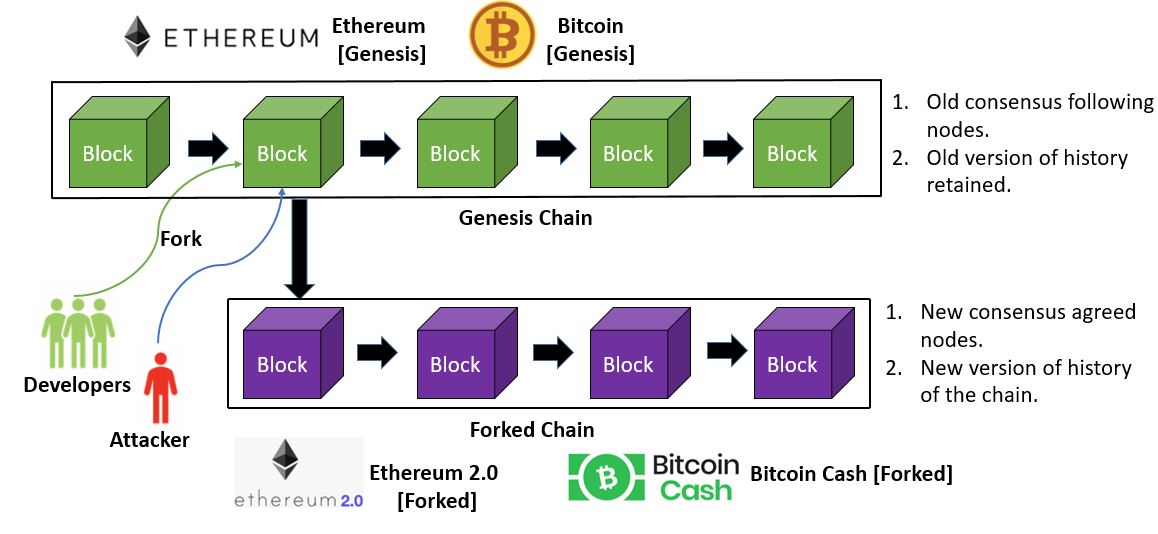 ETHEREUM
Ethereum
[Genesis]
Bitcoin
[Genesis]
Block
Block
Block
Block
Block
1. Old consensus following
nodes.
2. Old version of history
retained.
Genesis Chain
Fork
Developers
Attacker
Block
Block
Block
Block
1. New consensus agreed
nodes.
2. New version of history
of the chain.
Forked Chain
ethereum 2.0
Ethereum 2.0
[Forked]
Bitcoin
Cash
Bitcoin Cash [Forked]